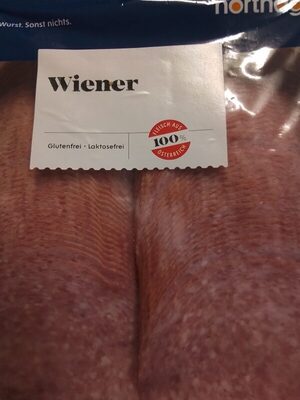 Wurst. Sonst nichts.
Wiener
Glutenfrei • Laktosefrei
FLEISCH AUS
100%
ÖSTERREICH